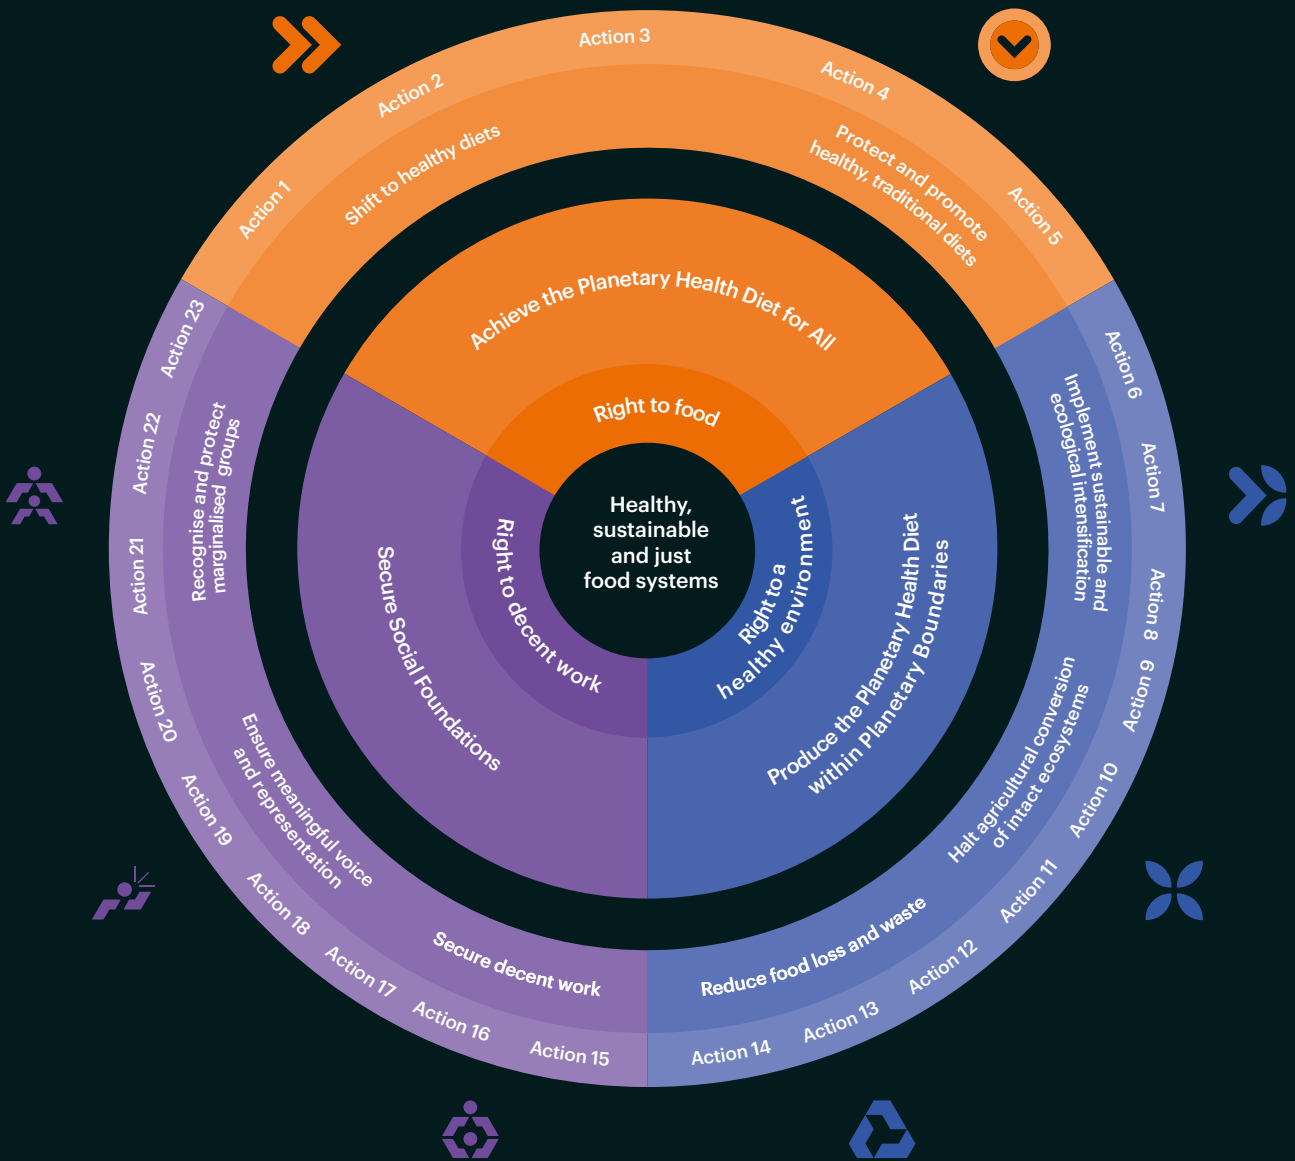 Action 1
Action 2
Action 3
Action 4
Action 5
Shift to healthy diets
Protect and promote
healthy, traditional diets
Achieve the Planetary Health Diet for All
Right to food
Healthy,
sustainable
and just
food systems
Right to a
healthy environment
Produce the Planetary Health Diet
within Planetary Boundaries
Implement sustainable and
ecological intensification
Halt agricultural conversion
of intact ecosystems
Reduce food loss and waste
Action 6
Action 7
Action 8
Action 9
Action 10
Action 11
Action 12
Action 13
Action 14
Right to decent work
Secure Social Foundations
Secure decent work
Ensure meaningful voice
and representation
Recognise and protect
marginalised groups
Action 15
Action 16
Action 17
Action 18
Action 19
Action 20
Action 21
Action 22
Action 23